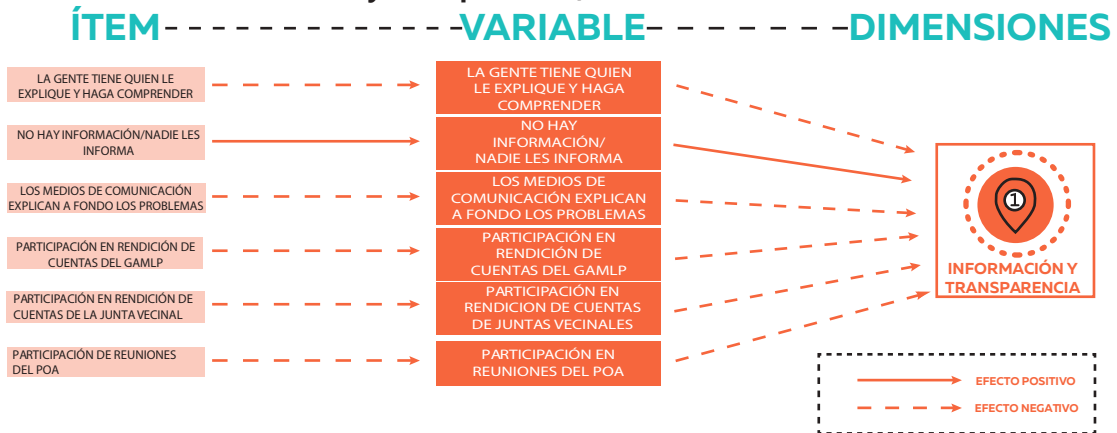 ÍTEM VARIABLE DIMENSIONES
LA GENTE TIENE QUIEN LE
EXPLIQUE Y HAGA COMPRENDER
LA GENTE TIENE QUIEN
LE EXPLIQUE Y HAGA
COMPRENDER
NO HAY INFORMACIÓN/NADIE LES
INFORMA
NO HAY
INFORMACIÓN/
NADIE LES INFORMA
LOS MEDIOS DE COMUNICACIÓN
EXPLICAN A FONDO LOS PROBLEMAS
LOS MEDIOS DE
COMUNICACIÓN EXPLICAN
A FONDO LOS PROBLEMAS
PARTICIPACIÓN EN RENDICIÓN DE
CUENTAS DEL GAMLP
PARTICIPACIÓN EN
RENDICIÓN DE
CUENTAS DEL GAMLP
PARTICIPACIÓN EN RENDICIÓN DE
CUENTAS DE LA JUNTA VECINAL
PARTICIPACIÓN EN
RENDICION DE CUENTAS
DE JUNTAS VECINALES
PARTICIPACIÓN DE REUNIONES
DEL POA
PARTICIPACIÓN EN
REUNIONES DEL POA
1
INFORMACIÓN Y
TRANSPARENCIA
EFECTO POSITIVO
EFECTO NEGATIVO